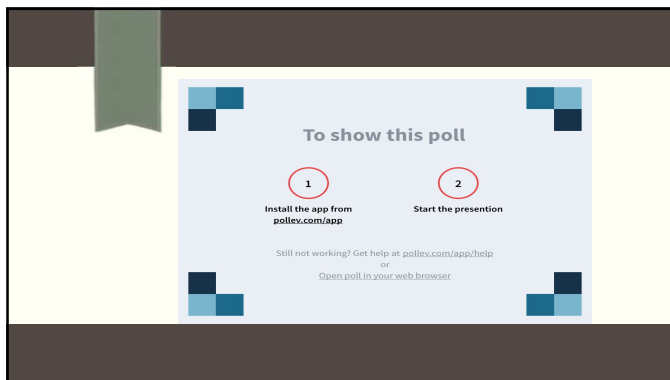 To show this poll
1
2
Install the app from
pollev.com/app
Start the presention
Still not working? Get help at pollev.com/app/help
or
Open poll in your web browser